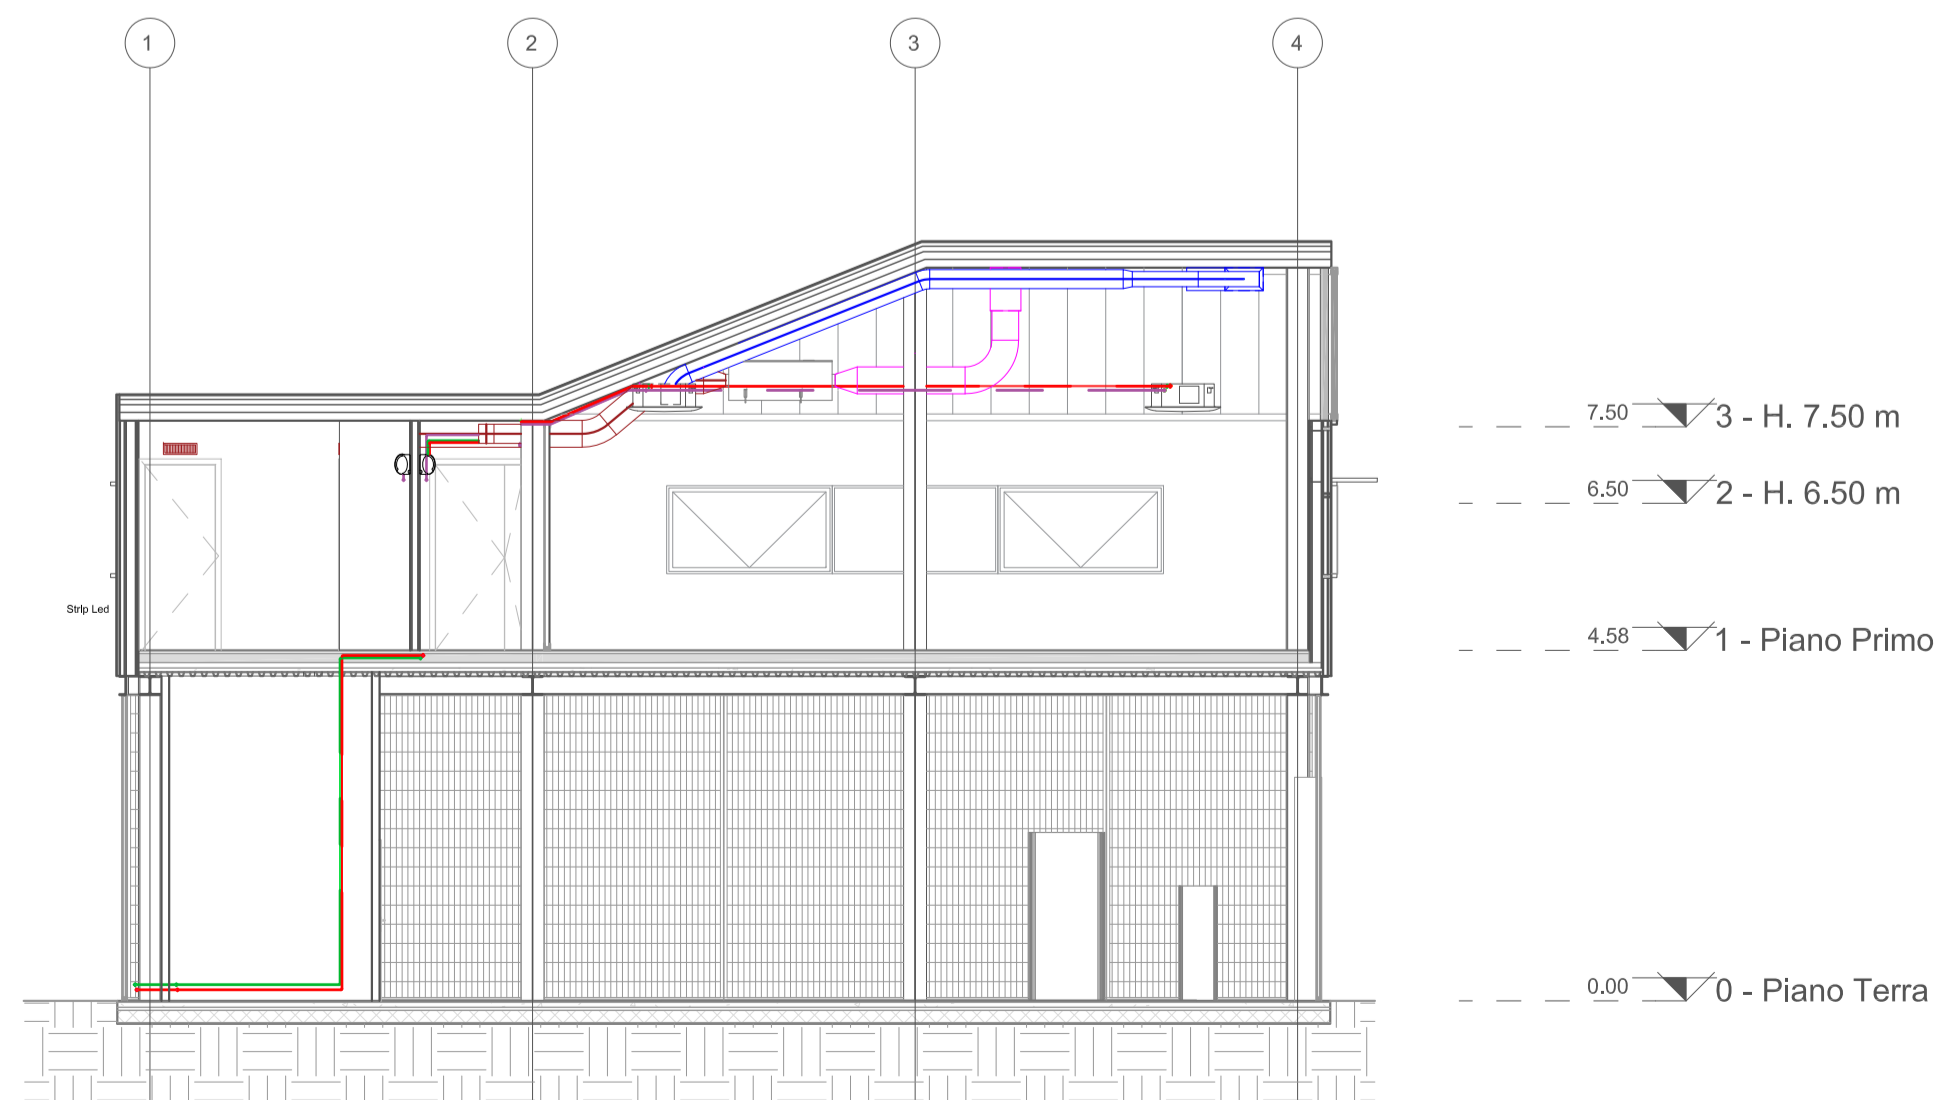 1 2 3 4
7.50 3 - H. 7.50 m
6.50 2 - H. 6.50 m
Strip Led
4.58 1 - Piano Primo
0.00 0 - Piano Terra